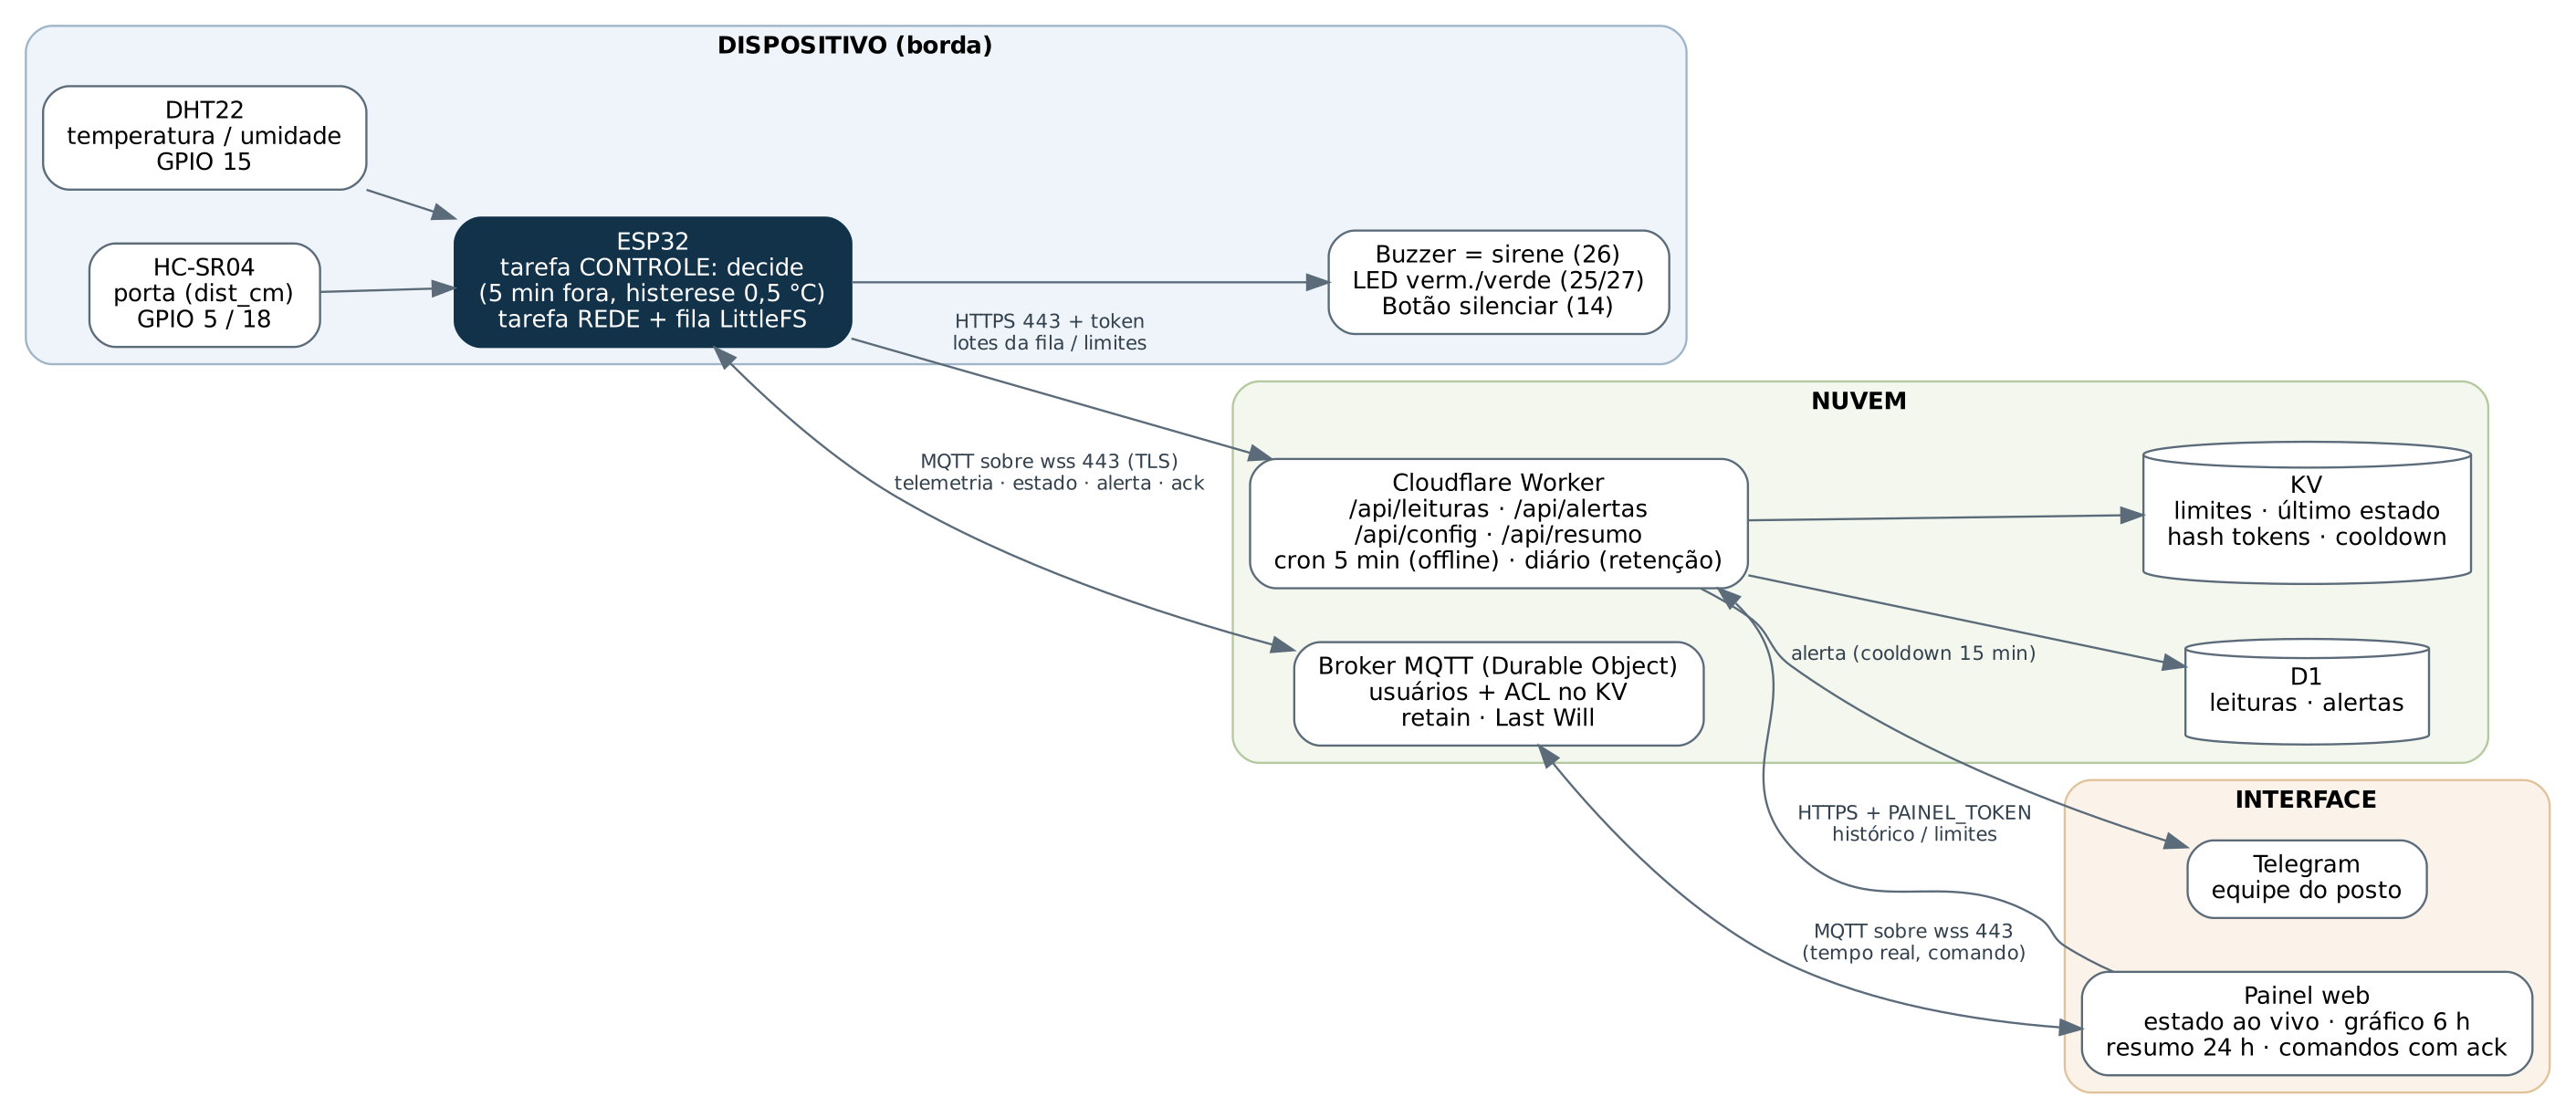 DISPOSITIVO (borda)
DHT22
temperatura / umidade
GPIO 15
HC-SR04
porta (dist_cm)
GPIO 5 / 18
ESP32
tarefa CONTROLE: decide
(5 min fora, histerese 0,5 °C)
tarefa REDE + fila LittleFS
Buzzer = sirene (26)
LED verm./verde (25/27)
Botão silenciar (14)
HTTPS 443 + token
lotes da fila / limites
MQTT sobre wss 443 (TLS)
telemetria · estado · alerta · ack
NUVEM
Cloudflare Worker
/api/leituras · /api/alertas
/api/config · /api/resumo
cron 5 min (offline) · diário (retenção)
KV
limites · último estado
hash tokens · cooldown
Broker MQTT (Durable Object)
usuários + ACL no KV
retain · Last Will
alerta (cooldown 15 min)
D1
leituras · alertas
HTTPS + PAINEL_TOKEN
histórico / limites
MQTT sobre wss 443
(tempo real, comando)
INTERFACE
Telegram
equipe do posto
Painel web
estado ao vivo · gráfico 6 h
resumo 24 h · comandos com ack